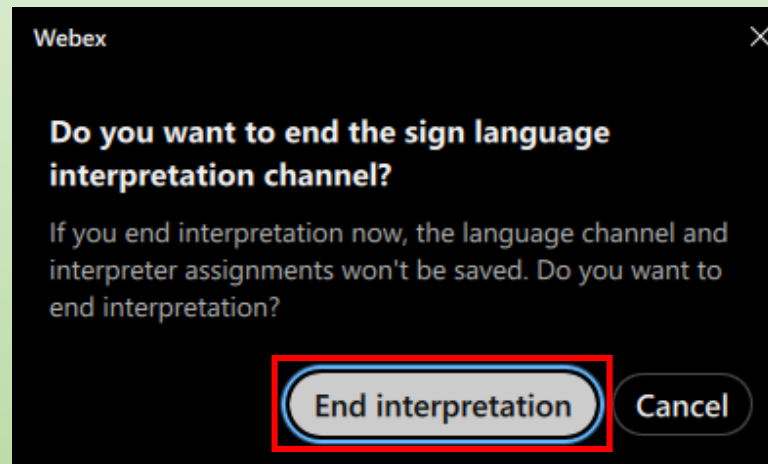 Webex
Do you want to end the sign language
interpretation channel?
If you end interpretation now, the language channel and
interpreter assignments won't be saved. Do you want to
end interpretation?
End interpretation Cancel